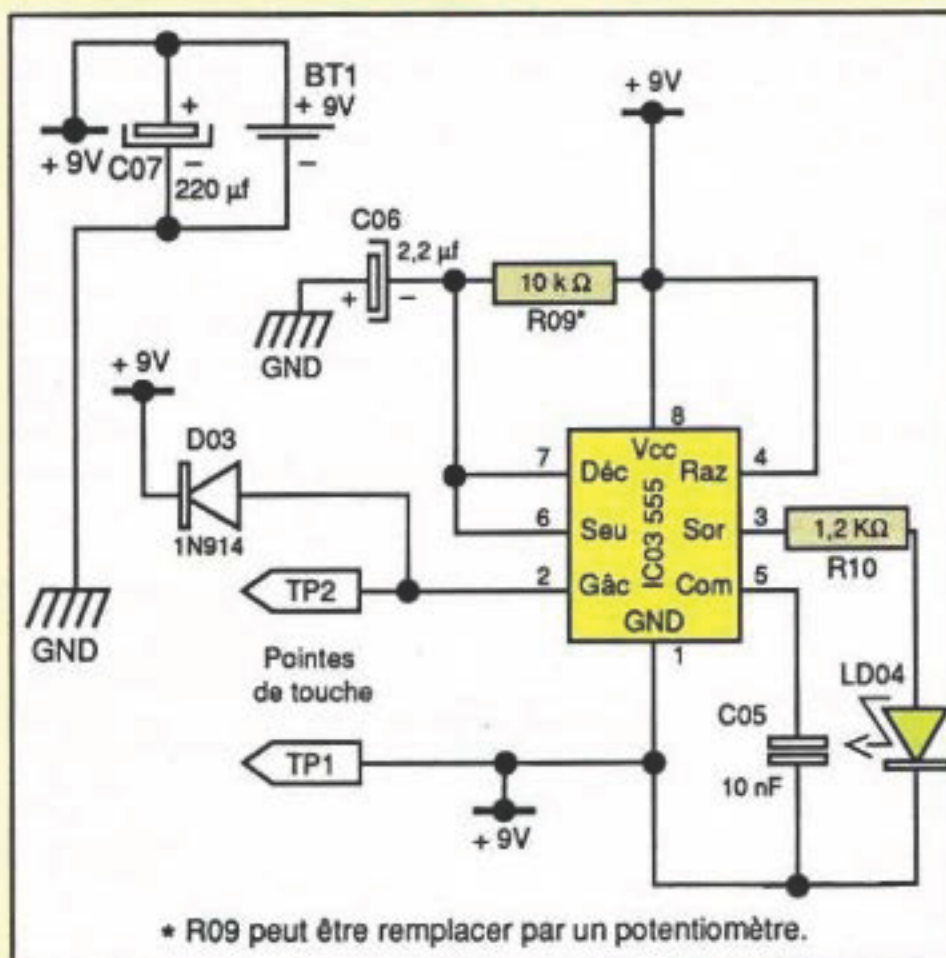 BT1
+ 9V
+
+ 9V
C07
−
−
220 µf
+ 9V
C06
2,2 µf
+
−
10 k Ω
R09*
GND
+ 9V
D03
1N914
8
Vcc
7
Déc
Raz
4
6
Seu
IC03 555
Sor
3
1,2 KΩ
R10
2
Gâc
Com
5
GND
1
TP2
GND
Pointes
de touche
LD04
C05
10 nF
TP1
+ 9V
* R09 peut être remplacer par un potentiomètre.